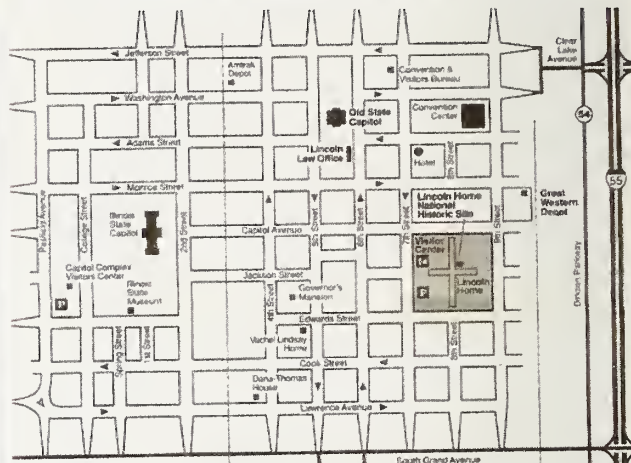 Jefferson Street
Clear
Lake
Avenue
Amtrak
Depot
Convention &
Visitors Bureau
Washington Avenue
Old State
Capitol
Convention
Center
54
Adams Street
Lincoln
Law Office
Hotel
8th Street
55
Monroe Street
Pasfield Avenue
College Street
Illinois
State
Capitol
2nd Street
Capitol Avenue
5th Street
6th Street
7th Street
Lincoln Home
National
Historic Site
9th Street
Great
Western
Depot
Visitor
Center
Capitol Complex
Visitors Center
P
Illinois
State
Museum
Jackson Street
4th Street
Governor's
Mansion
P
Lincoln
Home
Dirksen Parkway
Edwards Street
Vachel Lindsay
Home
Spring Street
1st Street
8th Street
Cook Street
Dana-Thomas
House
Lawrence Avenue
South Grand Avenue